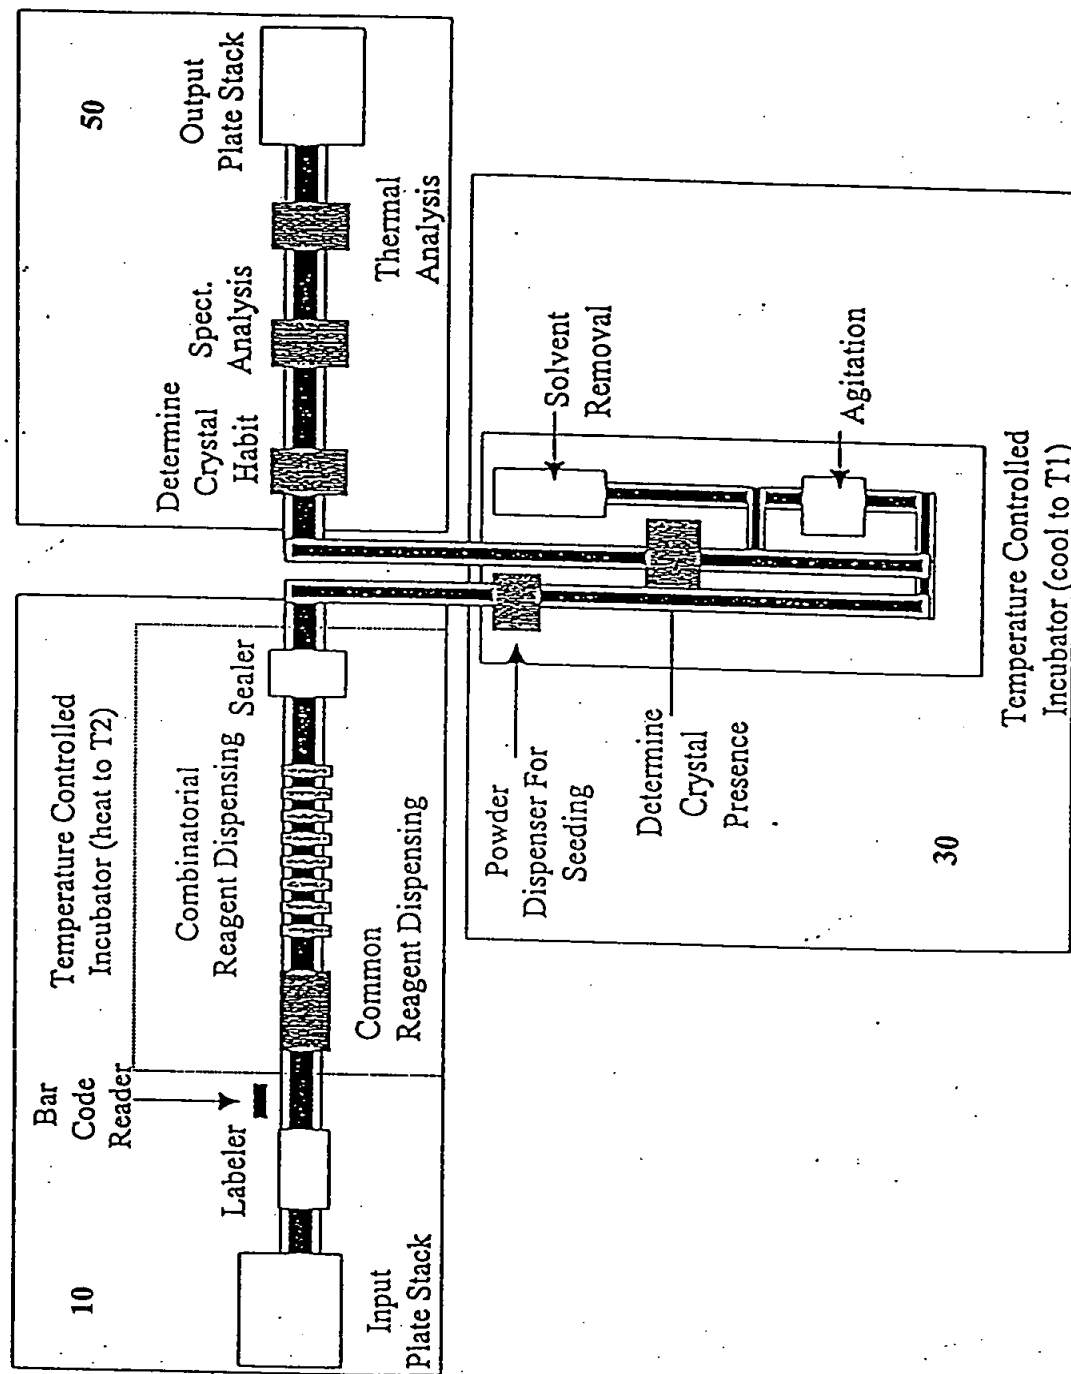 10
Input
Plate Stack
Labeler
Bar
Code
Reader
Temperature Controlled
Incubator (heat to T2)
Combinatorial
Reagent Dispensing
Common
Reagent Dispensing
Sealer
50
Determine
Crystal
Habit
Spect.
Analysis
Thermal
Analysis
Output
Plate Stack
Powder
Dispenser For
Seeding
Determine
Crystal
Presence
30
Solvent
Removal
Agitation
Temperature Controlled
Incubator (cool to T1)